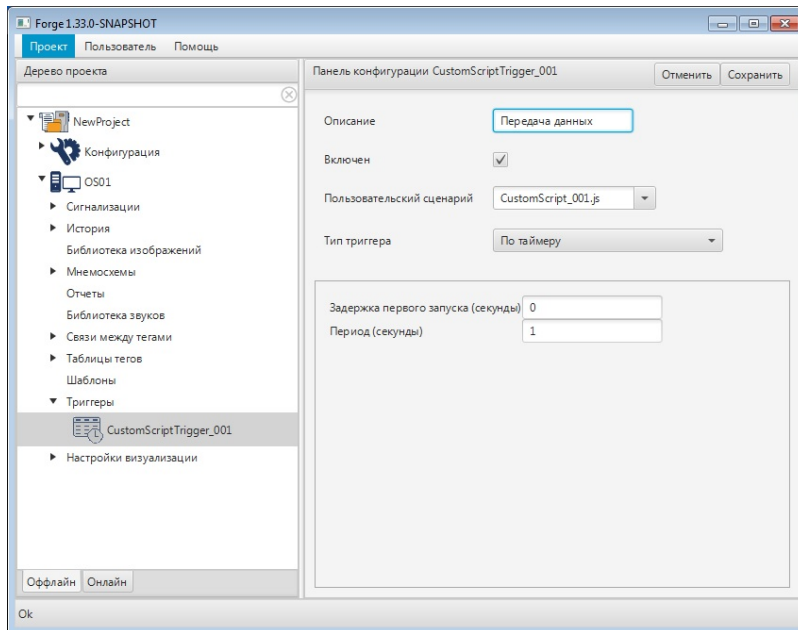 Forge 1.33.0-SNAPSHOT
Проект Пользователь Помощь
Дерево проекта
NewProject
Конфигурация
OS01
Сигнализации
История
Библиотека изображений
Мнемосхемы
Отчеты
Библиотека звуков
Связи между тегами
Таблицы тегов
Шаблоны
Триггеры
CustomScriptTrigger_001
Настройки визуализации
Оффлайн Онлайн
Панель конфигурации CustomScriptTrigger_001
Отменить Сохранить
Описание Передача данных
Включен
Пользовательский сценарий CustomScript_001.js
Тип триггера По таймеру
Задержка первого запуска (секунды) 0
Период (секунды) 1
Ok